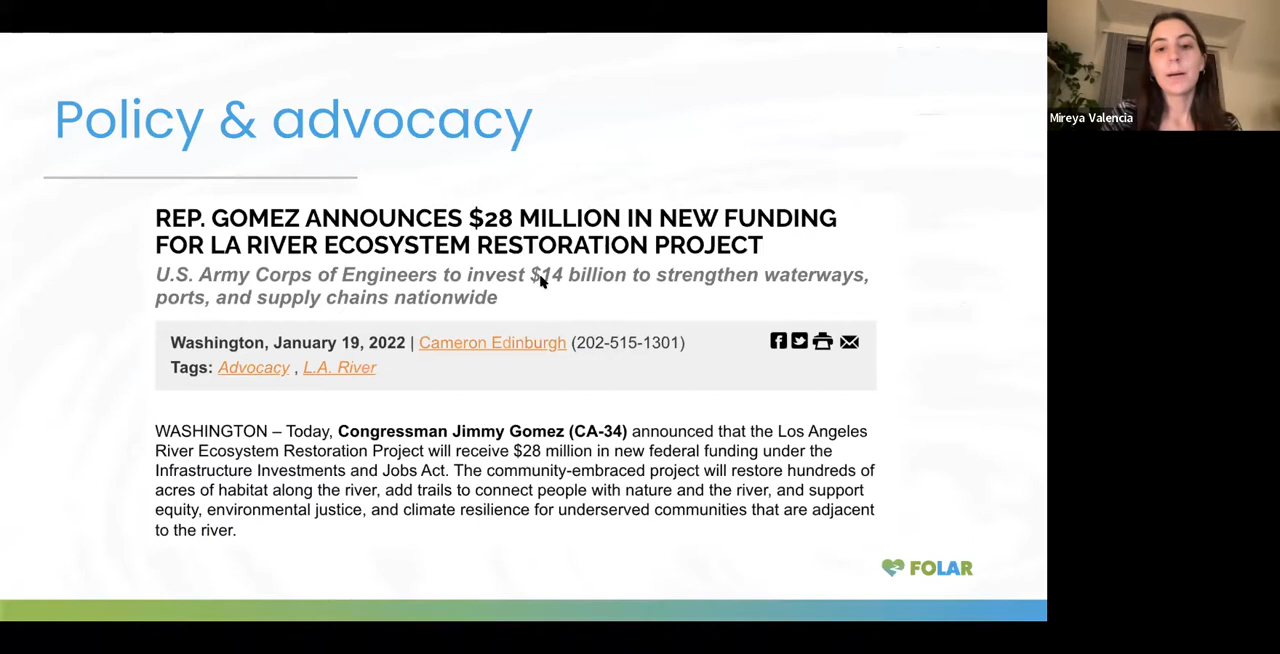 Policy & advocacy
REP. GOMEZ ANNOUNCES $28 MILLION IN NEW FUNDING
FOR LA RIVER ECOSYSTEM RESTORATION PROJECT
U.S. Army Corps of Engineers to invest $14 billion to strengthen waterways,
ports, and supply chains nationwide
Washington, January 19, 2022 | Cameron Edinburgh (202-515-1301)
Tags: Advocacy , L.A. River
WASHINGTON – Today, Congressman Jimmy Gomez (CA-34) announced that the Los Angeles
River Ecosystem Restoration Project will receive $28 million in new federal funding under the
Infrastructure Investments and Jobs Act. The community-embraced project will restore hundreds of
acres of habitat along the river, add trails to connect people with nature and the river, and support
equity, environmental justice, and climate resilience for underserved communities that are adjacent
to the river.
FOLAR
Mireya Valencia